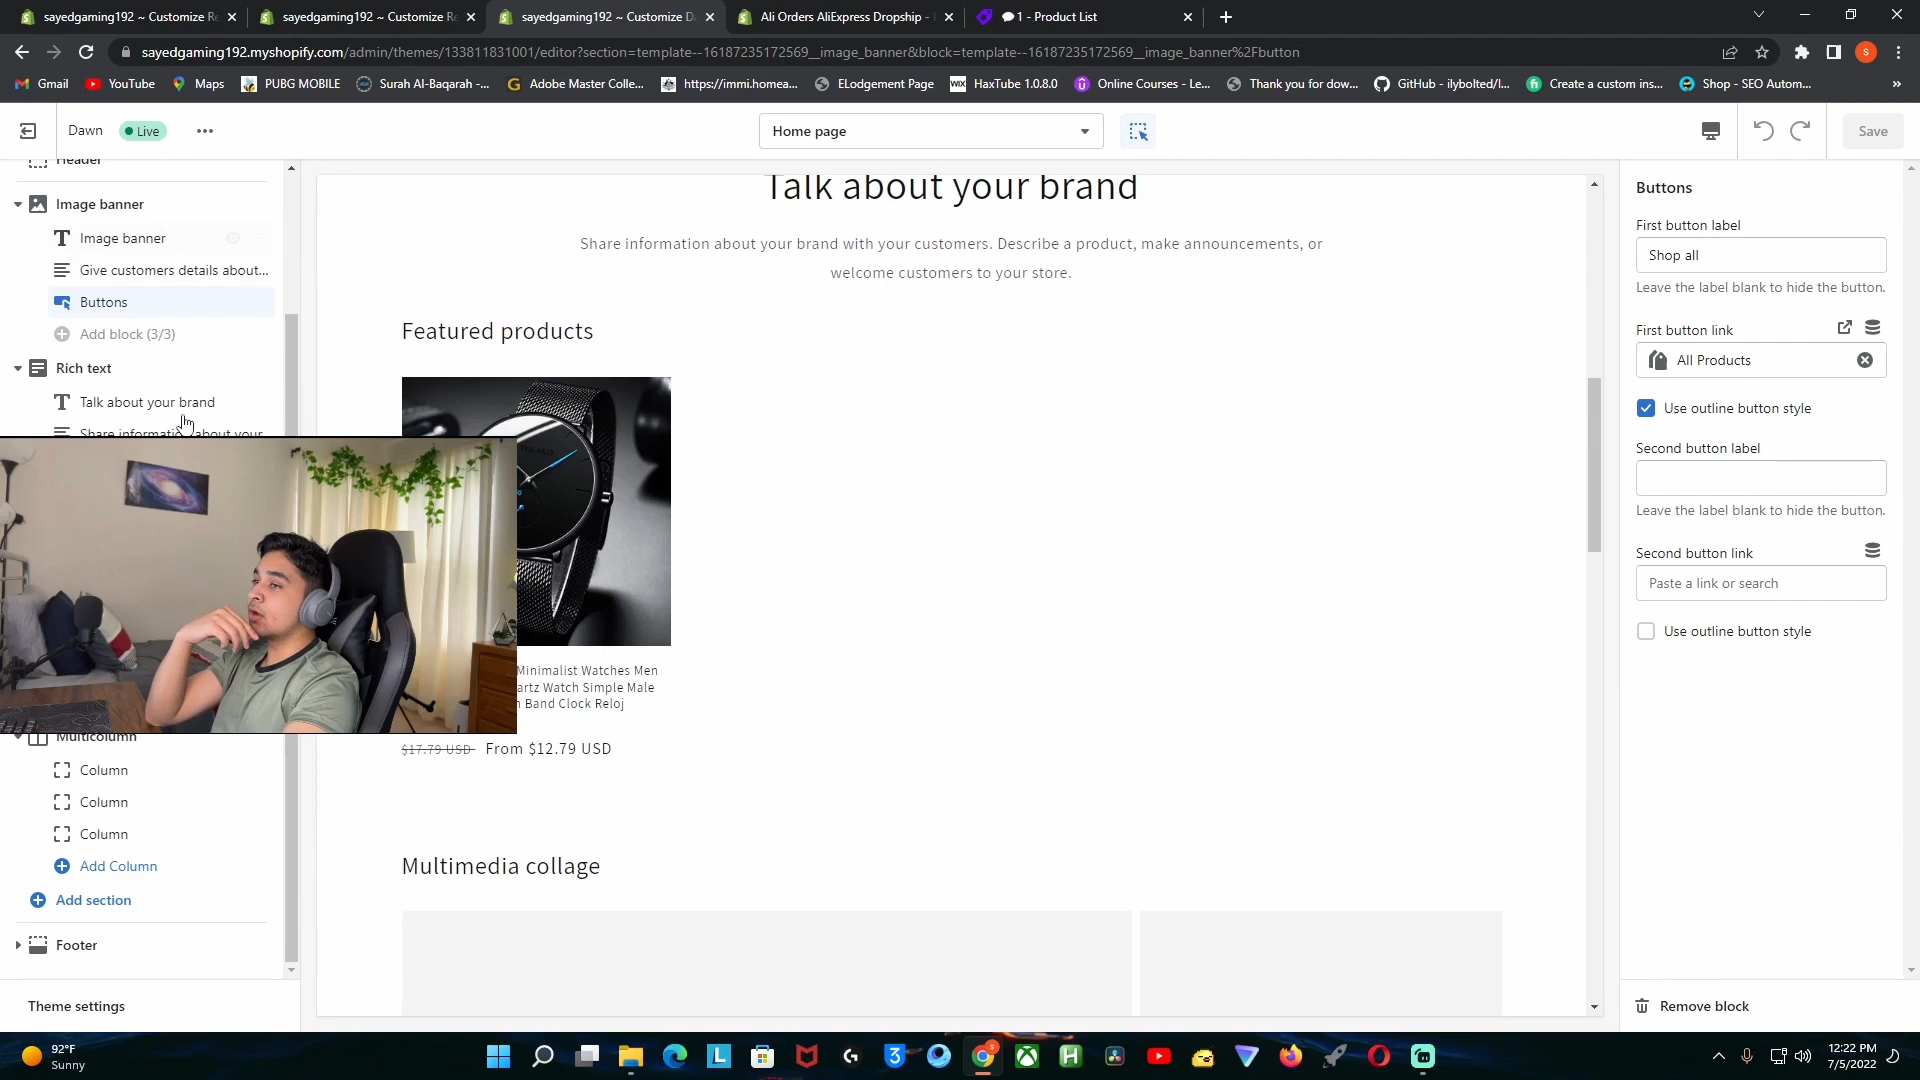 sayedgaming192 ~ Customize Re
sayedgaming192 ~ Customize Re
sayedgaming192 ~ Customize D
Ali Orders AliExpress Dropship -
1 - Product List
sayedgaming192.myshopify.com/admin/themes/133811831001/editor?section=template--16187235172569__image_banner&block=template--16187235172569__image_banner%2Fbutton
S
Gmail
YouTube
Maps
PUBG MOBILE
Surah Al-Baqarah -...
Adobe Master Colle...
https://immi.homea...
ELodgement Page
WIX
HaxTube 1.0.8.0
Online Courses - Le...
Thank you for dow...
GitHub - ilybolted/l...
Create a custom ins...
Shop - SEO Autom...
»
Dawn
Live
Home page
Save
Header
Image banner
Image banner
Give customers details about...
Buttons
Add block (3/3)
Rich text
Talk about your brand
Share information about your
Multicolumn
Column
Column
Column
Add Column
Add section
Footer
Theme settings
Talk about your brand
Share information about your brand with your customers. Describe a product, make announcements, or
welcome customers to your store.
Featured products
Minimalist Watches Men
artz Watch Simple Male
Band Clock Reloj
$17.79 USD From $12.79 USD
Multimedia collage
Buttons
First button label
Shop all
Leave the label blank to hide the button.
First button link
All Products
Use outline button style
Second button label
Leave the label blank to hide the button.
Second button link
Paste a link or search
Use outline button style
Remove block
92°F
Sunny
12:22 PM
7/5/2022